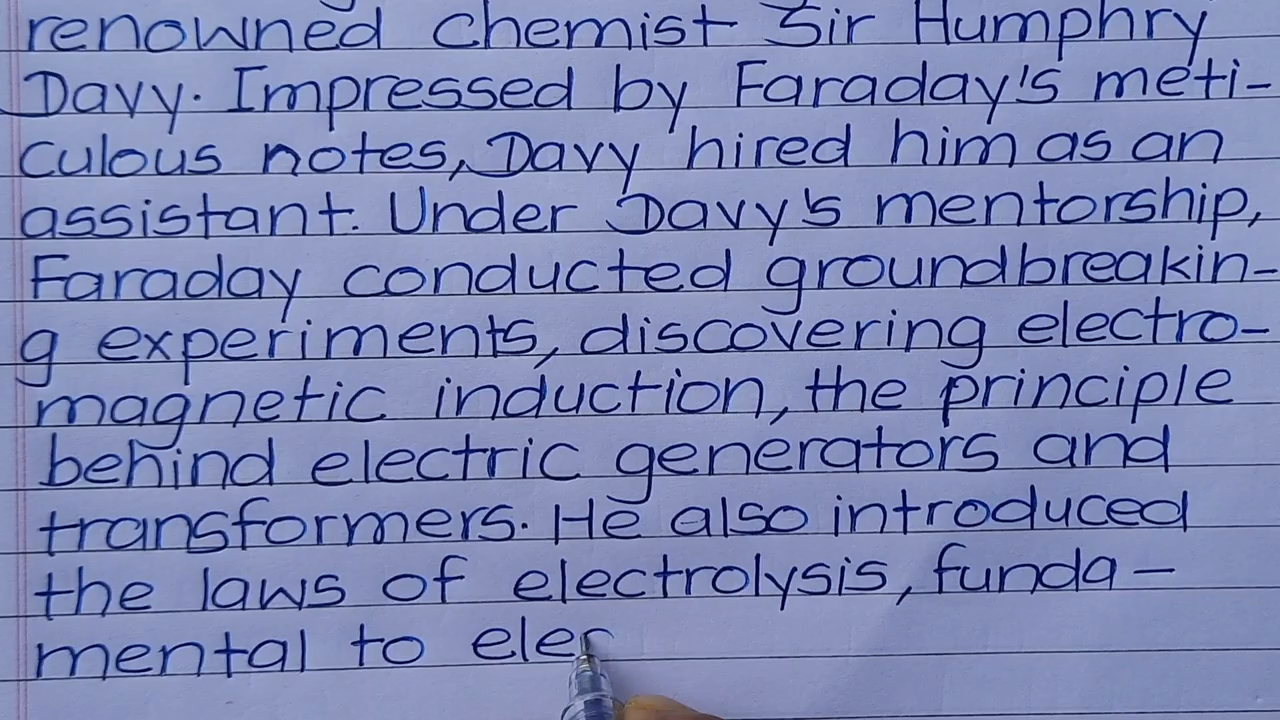 renowned chemist Sir Humphry
Davy. Impressed by Faraday's meti-
culous notes, Davy hired him as an
assistant. Under Davy's mentorship,
Faraday conducted groundbreakin-
g experiments, discovering electro-
magnetic induction, the principle
behind electric generators and
transformers. He also introduced
the laws of electrolysis, funda-
mental to elec